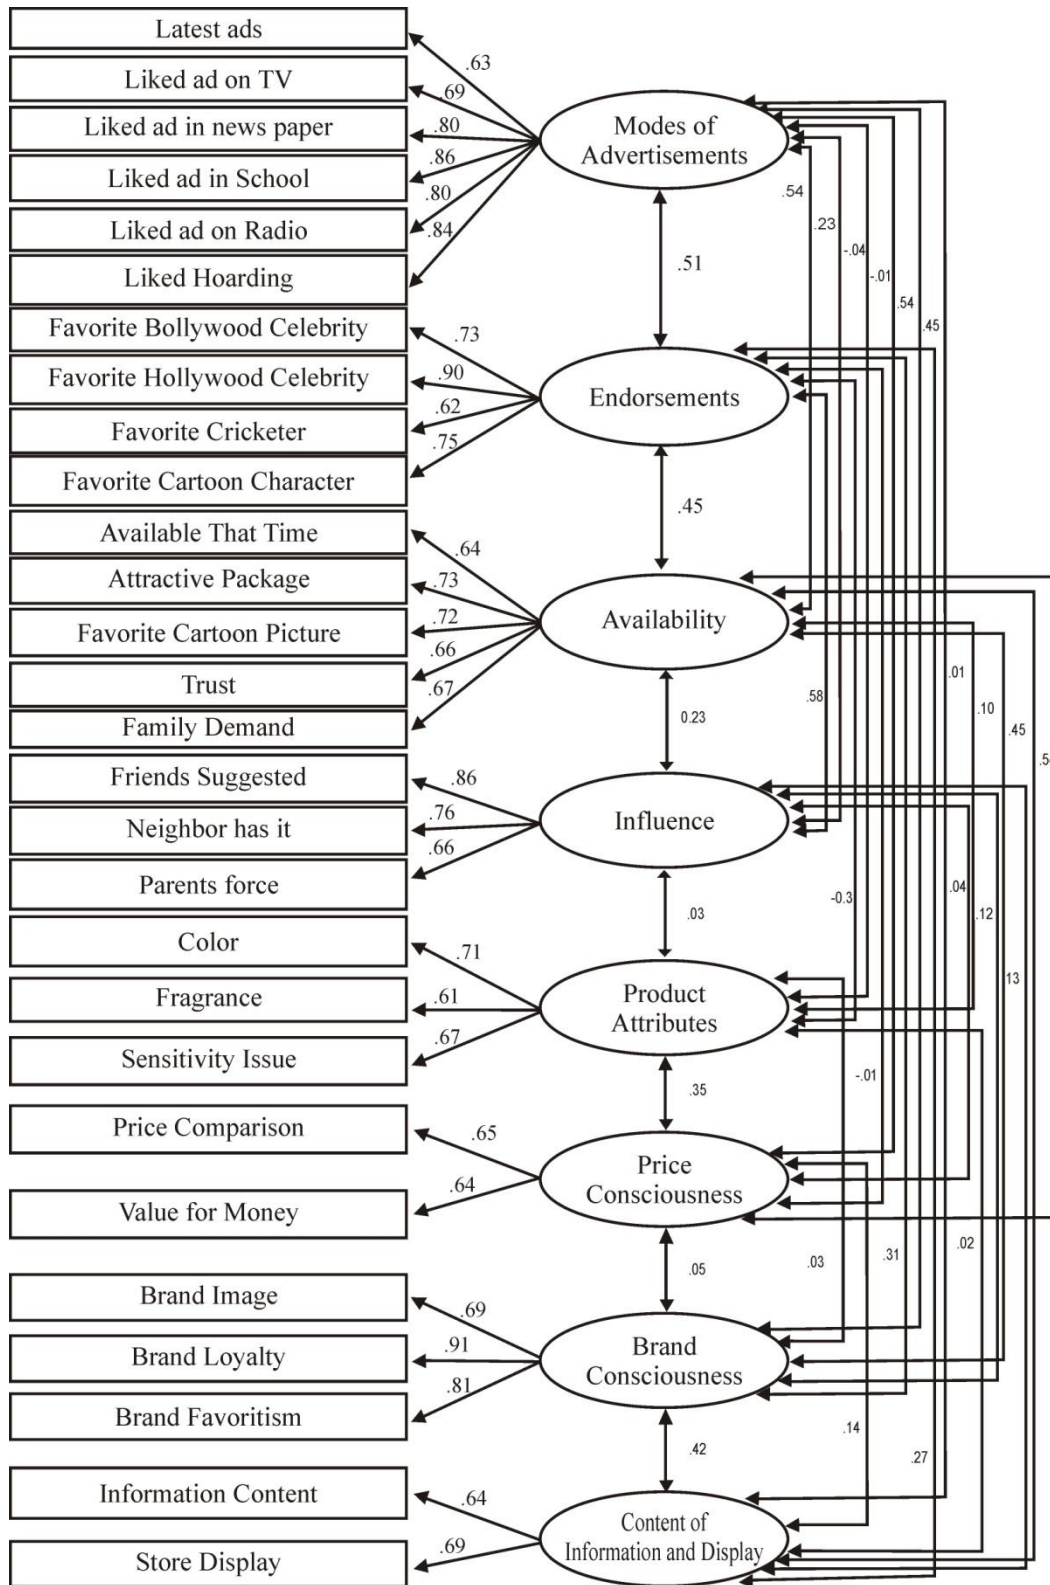 Latest ads
Liked ad on TV
Liked ad in news paper
Liked ad in School
Liked ad on Radio
Liked Hoarding
.63
.69
.80
.86
.80
.84
Modes of
Advertisements
.51
Favorite Bollywood Celebrity
Favorite Hollywood Celebrity
Favorite Cricketer
Favorite Cartoon Character
.73
.90
.62
.75
Endorsements
.45
Available That Time
Attractive Package
Favorite Cartoon Picture
Trust
Family Demand
.64
.73
.72
.66
.67
Availability
0.23
Friends Suggested
Neighbor has it
Parents force
.86
.76
.66
Influence
.03
Color
Fragrance
Sensitivity Issue
.71
.61
.67
Product
Attributes
.35
Price Comparison
Value for Money
.65
.64
Price
Consciousness
.05
Brand Image
Brand Loyalty
Brand Favoritism
.69
.91
.81
Brand
Consciousness
.42
Information Content
Store Display
.64
.69
Content of
Information and Display
.54
.23
-.04
-.01
.54
.45
.58
.01
.10
.45
-0.3
.04
.12
13
-.01
.03
.31
.02
.14
.27